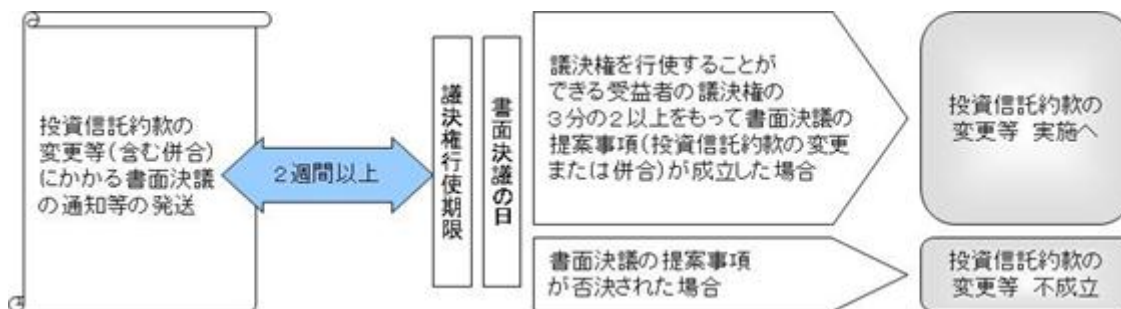 投資信託約款の
変更等(含む併合)
にかかる書面決議
の通知等の発送
2週間以上
議決権行使期限
書面決議の日
議決権を行使することが
できる受益者の議決権の
3分の2以上をもって書面決議の
提案事項(投資信託約款の変更
または併合)が成立した場合
投資信託約款の
変更等 実施へ
書面決議の提案事項
が否決された場合
投資信託約款の
変更等 不成立